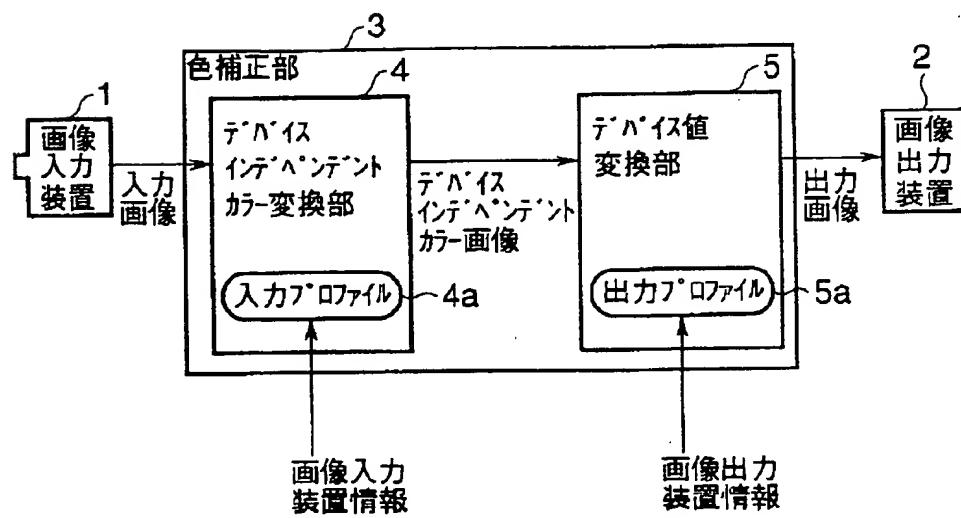 3
色補正部
1
画像
入力
装置
入力
画像
4
デバイス
インデペンデント
カラー変換部
入力プロファイル
4a
デバイス
インデペンデント
カラー画像
5
デバイス値
変換部
出力プロファイル
5a
出力
画像
2
画像
出力
装置
画像入力
装置情報
画像出力
装置情報